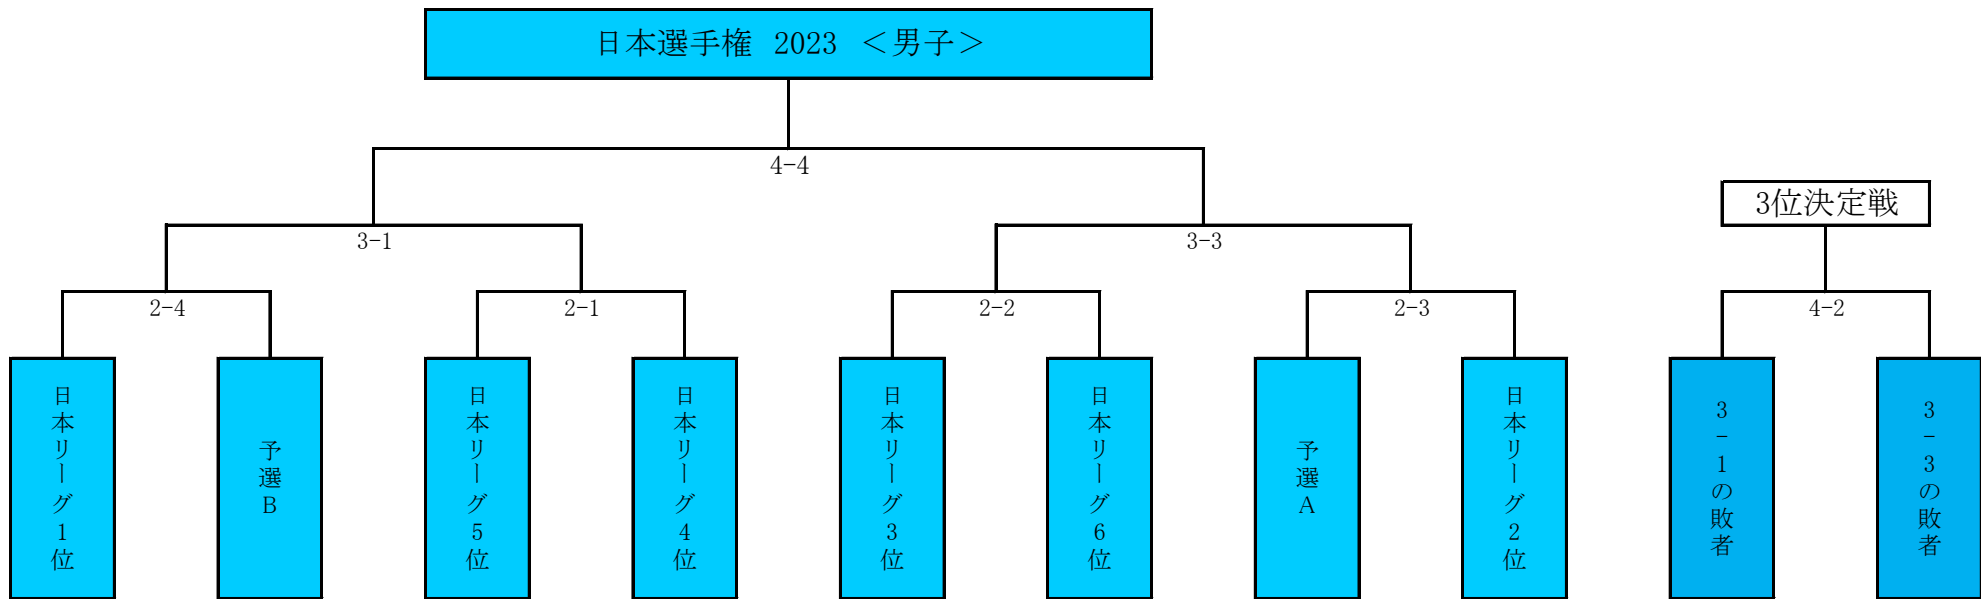 日本選手権 2023 ＜男子＞
4-4
3位決定戦
3-1
3-3
2-4
2-1
2-2
2-3
4-2
日本リーグ1位
予選B
日本リーグ5位
日本リーグ4位
日本リーグ3位
日本リーグ6位
予選A
日本リーグ2位
3-1の敗者
3-3の敗者